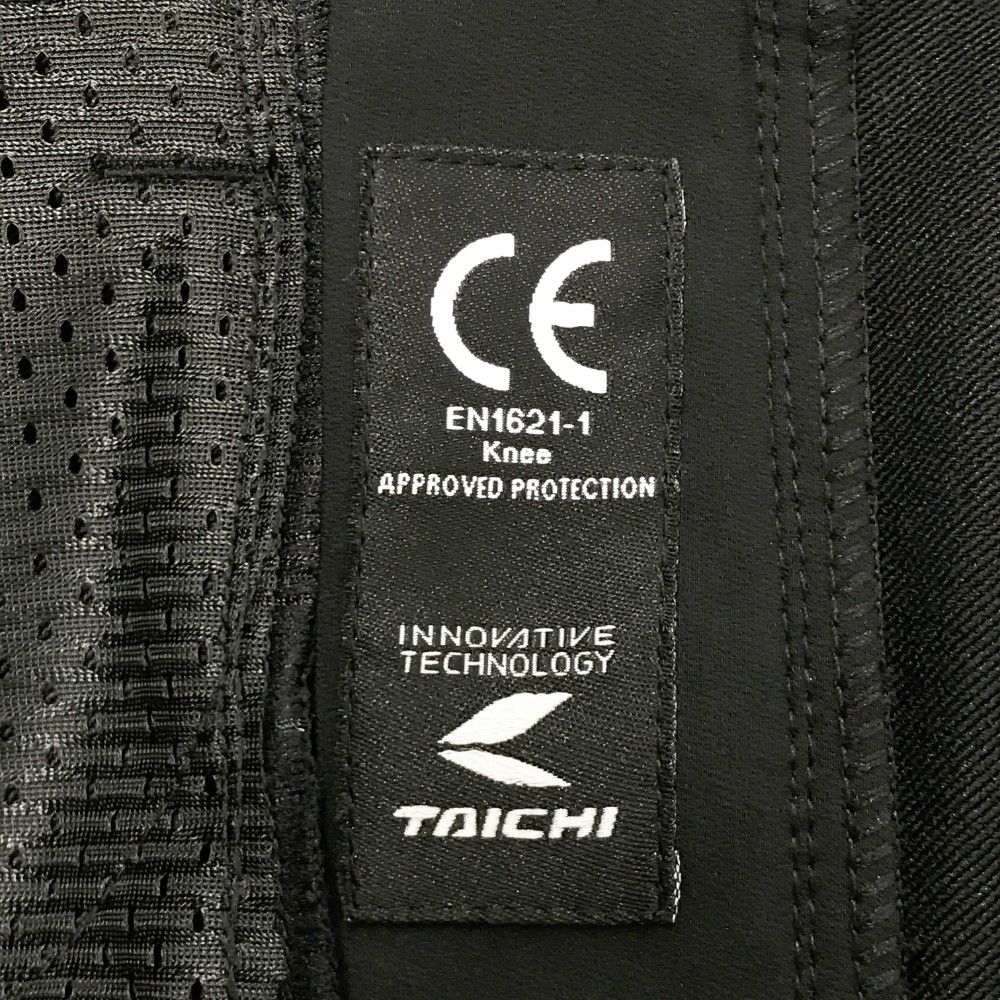 CE
EN1621-1
Knee
APPROVED PROTECTION
INNOVATIVE
TECHNOLOGY
TAICHI